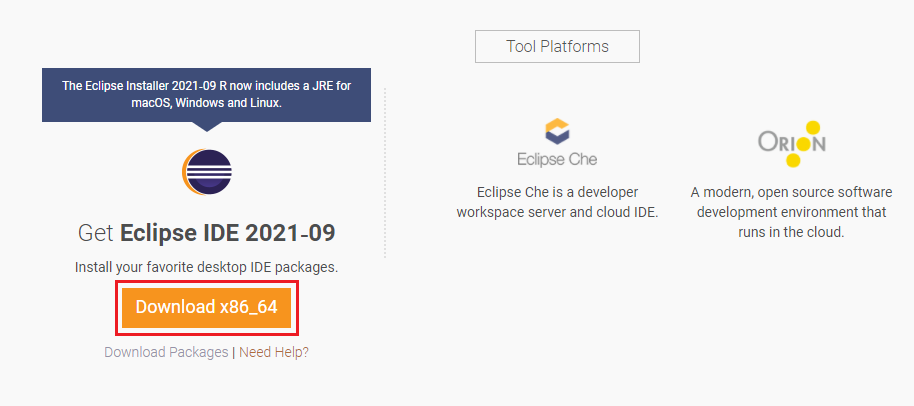 The Eclipse Installer 2021-09 R now includes a JRE for
macOS, Windows and Linux.
Get Eclipse IDE 2021-09
Install your favorite desktop IDE packages.
Download x86_64
Download Packages | Need Help?
Tool Platforms
Eclipse Che
Eclipse Che is a developer
workspace server and cloud IDE.
ORION
A modern, open source software
development environment that
runs in the cloud.